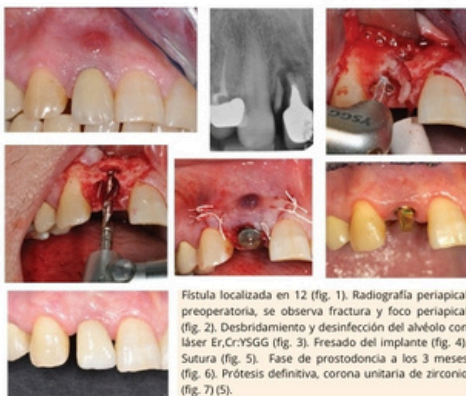 YSGG
Fístula localizada en 12 (fig. 1). Radiografía periapical
preoperatoria, se observa fractura y foco periapical
(fig. 2). Desbridamiento y desinfección del alvéolo con
láser Er,Cr:YSGG (fig. 3). Fresado del implante (fig. 4).
Sutura (fig. 5). Fase de prostodoncia a los 3 meses
(fig. 6). Prótesis definitiva, corona unitaria de zirconio
(fig. 7) (5).